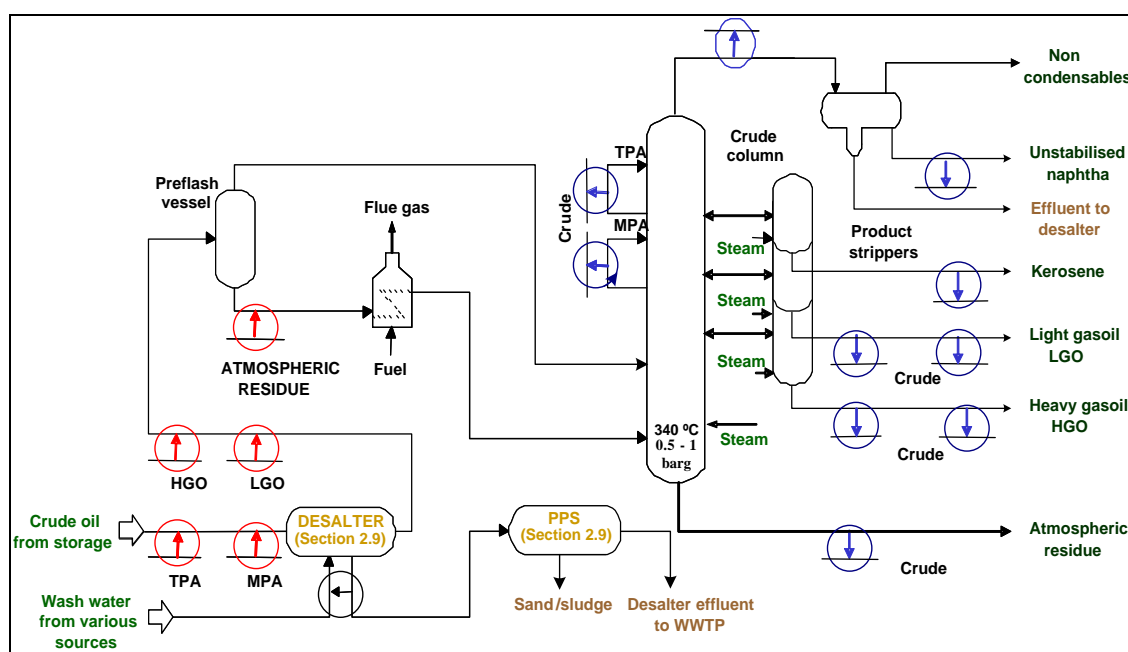 Non
condensables
TPA
Crude
column
Preflash
vessel
Unstabilised
naphtha
Flue gas
Crude
MPA
Effluent to
desalter
Product
strippers
Steam
Kerosene
Steam
Light gasoil
LGO
ATMOSPHERIC
RESIDUE
Fuel
Steam
Crude
Heavy gasoil
HGO
340 ºC
0.5 - 1
barg
Steam
Crude
HGO
LGO
Crude oil
from storage
DESALTER
(Section 2.9)
PPS
(Section 2.9)
Atmospheric
residue
TPA
MPA
Crude
Wash water
from various
sources
Sand/sludge
Desalter effluent
to WWTP